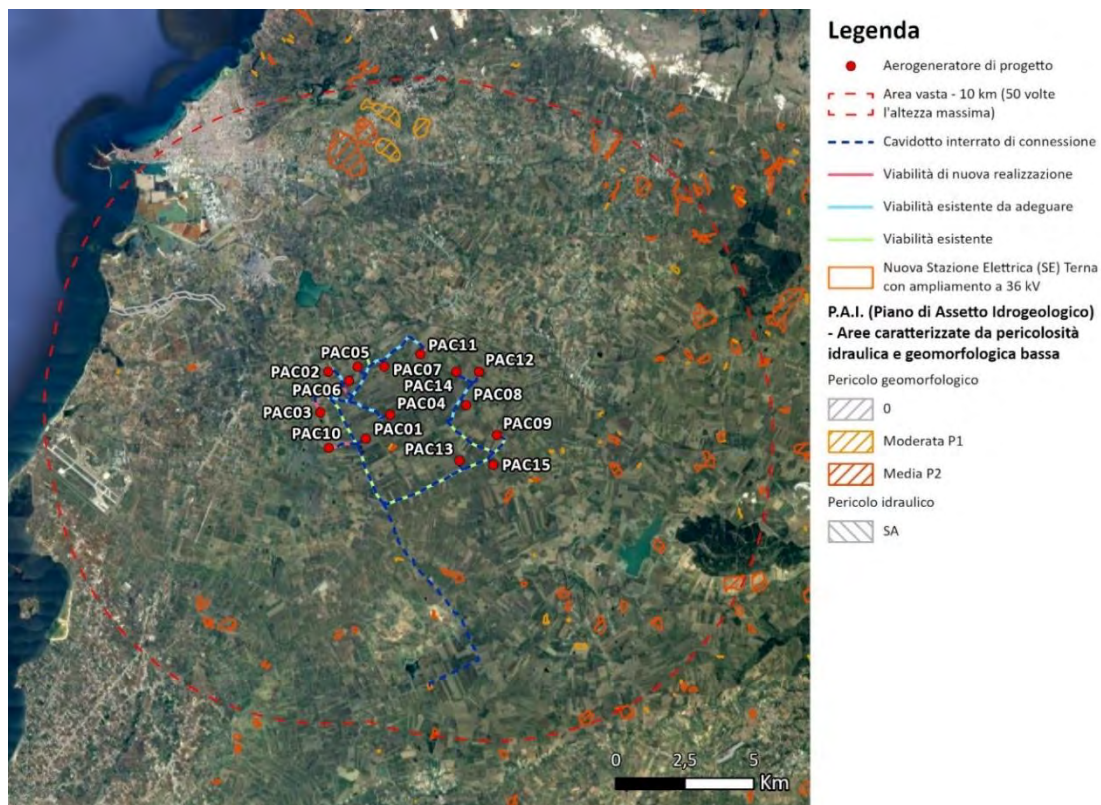 PAC11
PAC05
PAC12
PAC02
PAC07
PAC14
PAC06
PAC08
PAC04
PAC03
PAC09
PAC01
PAC10
PAC13
PAC15
0 2,5 5
Km
Legenda
Aerogeneratore di progetto
Area vasta - 10 km (50 volte
l'altezza massima)
Cavidotto interrato di connessione
Viabilità di nuova realizzazione
Viabilità esistente da adeguare
Viabilità esistente
Nuova Stazione Elettrica (SE) Terna
con ampliamento a 36 kV
P.A.I. (Piano di Assetto Idrogeologico)
- Aree caratterizzate da pericolosità
idraulica e geomorfologica bassa
Pericolo geomorfologico
0
Moderata P1
Media P2
Pericolo idraulico
SA